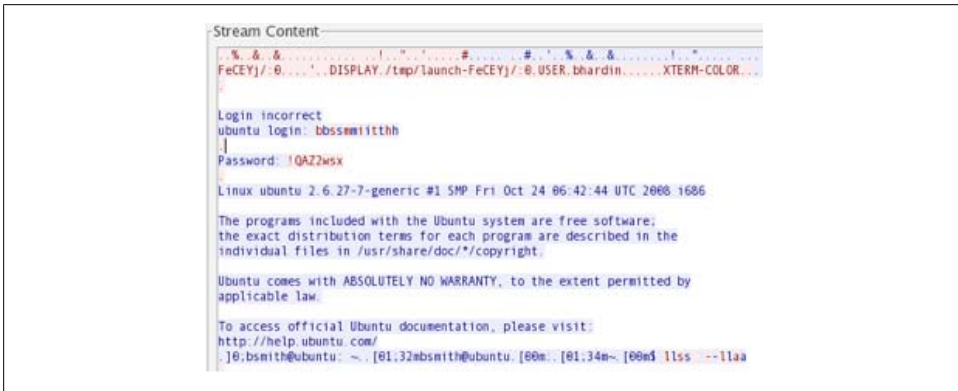 Stream Content
..%..&..&............ ..!.."..'.....#...... ..#..'..%..&..&.........!.."..... ...
FeCEYj/:0....'..DISPLAY./tmp/launch-FeCEYj/:0.USER.bhardin......XTERM-COLOR...
.
Login incorrect
ubuntu login: bbssmmiitthh
.
Password: !QAZ2wsx
.
Linux ubuntu 2.6.27-7-generic #1 SMP Fri Oct 24 06:42:44 UTC 2008 i686
The programs included with the Ubuntu system are free software;
the exact distribution terms for each program are described in the
individual files in /usr/share/doc/*/copyright.
Ubuntu comes with ABSOLUTELY NO WARRANTY, to the extent permitted by
applicable law.
To access official Ubuntu documentation, please visit:
http://help.ubuntu.com/
.]0;bsmith@ubuntu: ~..[01;32mbsmith@ubuntu.[00m:.[01;34m~.[00m$ llss --llaa